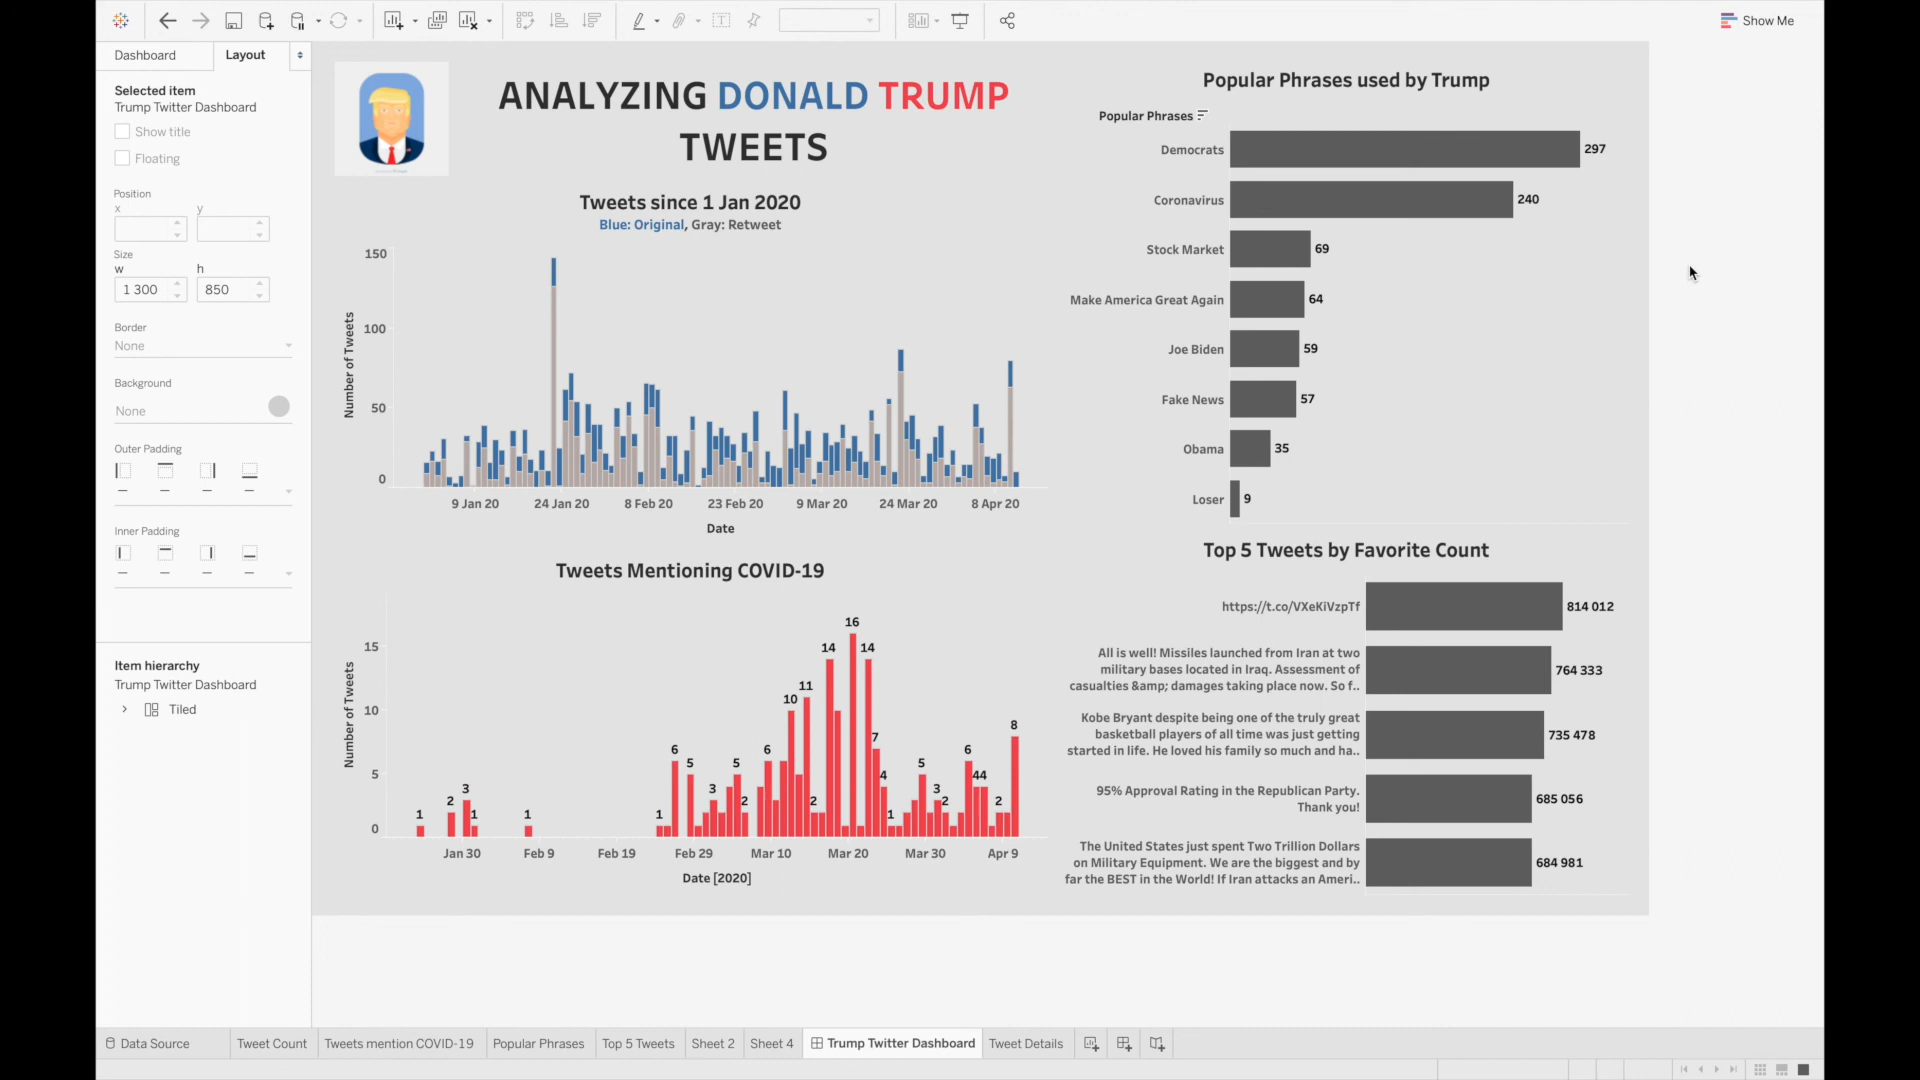 Show Me
Dashboard
Layout
Selected item
Trump Twitter Dashboard
Show title
Floating
Position
x
y
Size
w
h
1 300
850
Border
None
Background
None
Outer Padding
Inner Padding
Item hierarchy
Trump Twitter Dashboard
Tiled
ANALYZING DONALD TRUMP
TWEETS
Tweets since 1 Jan 2020
Blue: Original, Gray: Retweet
Number of Tweets
150
100
50
0
9 Jan 20
24 Jan 20
8 Feb 20
23 Feb 20
9 Mar 20
24 Mar 20
8 Apr 20
Date
Tweets Mentioning COVID-19
Number of Tweets
15
10
5
0
1
2
3
1
1
1
6
5
3
5
2
6
10
11
2
14
16
14
7
4
1
5
3
2
6
44
2
8
Jan 30
Feb 9
Feb 19
Feb 29
Mar 10
Mar 20
Mar 30
Apr 9
Date [2020]
Popular Phrases used by Trump
Popular Phrases
Democrats
297
Coronavirus
240
Stock Market
69
Make America Great Again
64
Joe Biden
59
Fake News
57
Obama
35
Loser
9
Top 5 Tweets by Favorite Count
https://t.co/VXeKiVzpTf
814 012
All is well! Missiles launched from Iran at two
military bases located in Iraq. Assessment of
casualties &amp; damages taking place now. So f..
764 333
Kobe Bryant despite being one of the truly great
basketball players of all time was just getting
started in life. He loved his family so much and ha..
735 478
95% Approval Rating in the Republican Party.
Thank you!
685 056
The United States just spent Two Trillion Dollars
on Military Equipment. We are the biggest and by
far the BEST in the World! If Iran attacks an Ameri..
684 981
Data Source
Tweet Count
Tweets mention COVID-19
Popular Phrases
Top 5 Tweets
Sheet 2
Sheet 4
Trump Twitter Dashboard
Tweet Details